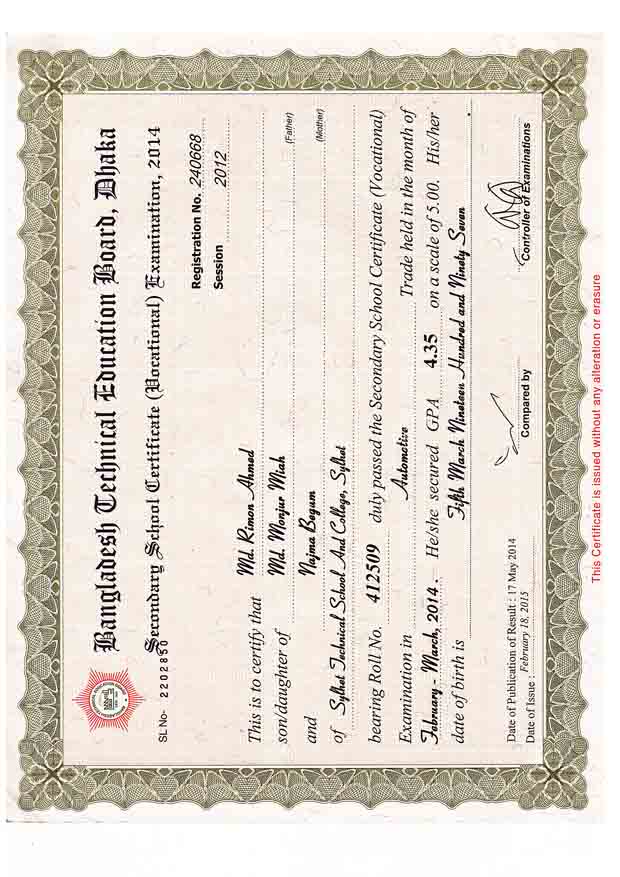 Bangladesh Technical Education Board, Dhaka
Secondary School Certificate (Vocational) Examination, 2014
SL No- 2202850
Registration No. 240668
Session 2012
This is to certify that Md. Rimon Ahmed
son/daughter of Md. Monjur Miah (Father)
and Najma Begum (Mother)
of Sylhet Technical School And College, Sylhet
bearing Roll No. 412509 duly passed the Secondary School Certificate (Vocational)
Examination in Automotive Trade held in the month of
February - March, 2014. He/she secured GPA 4.35 on a scale of 5.00. His/her
date of birth is Fifth March Nineteen Hundred and Ninety Seven.
Date of Publication of Result : 17 May 2014
Date of Issue : February 18, 2015
Compared by
Controller of Examinations
This Certificate is issued without any alteration or erasure